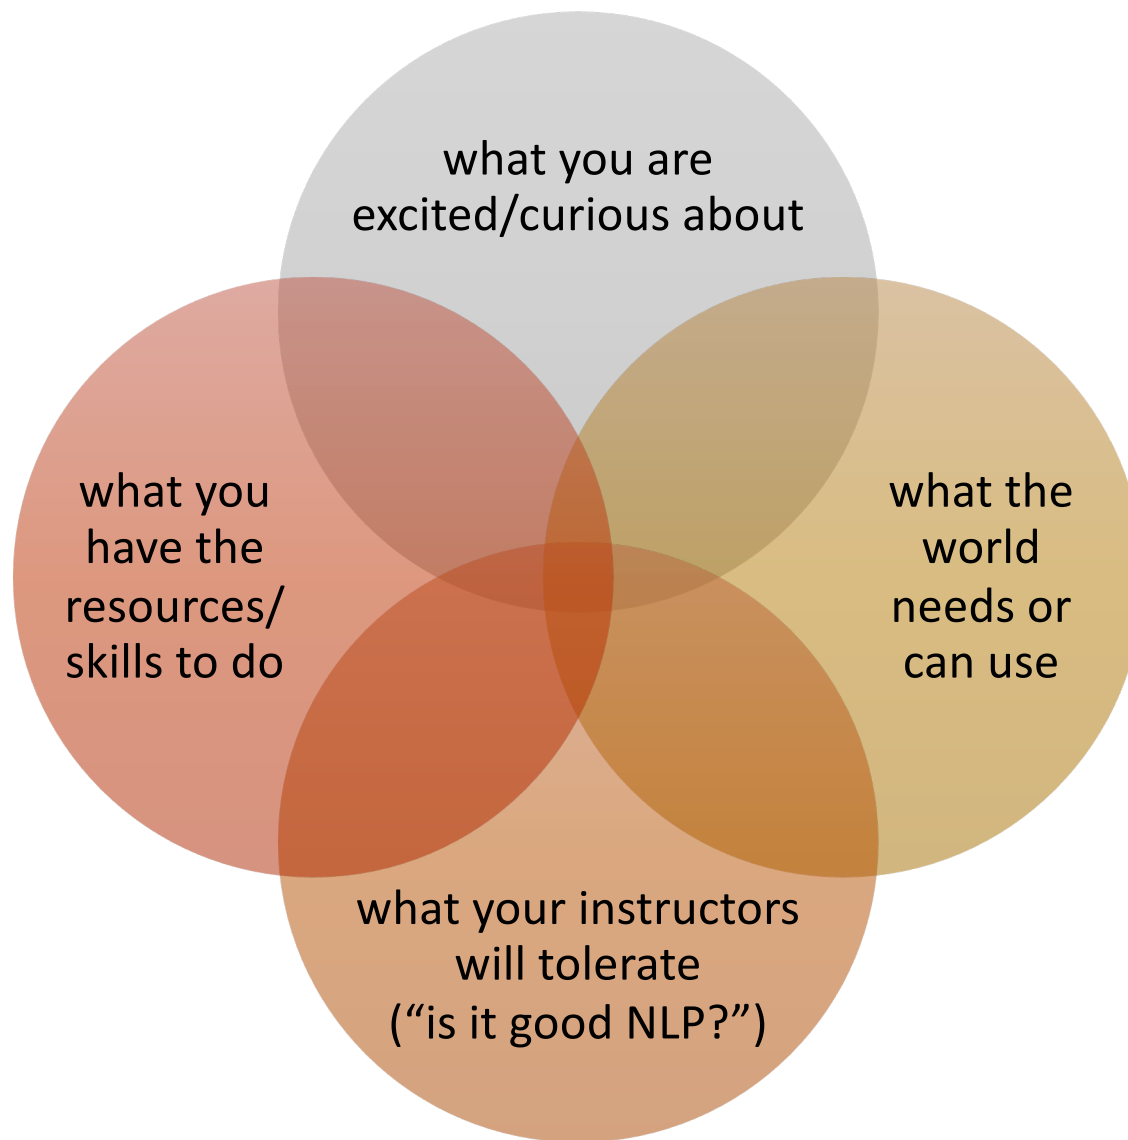 what you are
excited/curious about
what you
have the
resources/
skills to do
what the
world
needs or
can use
what your instructors
will tolerate
(“is it good NLP?”)